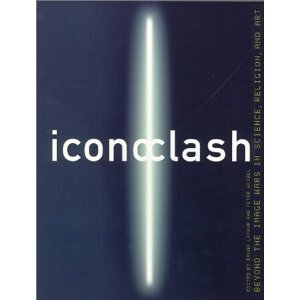 iconoclash
EDITED BY BRUNO LATOUR AND PETER WEIBEL
BEYOND THE IMAGE WARS IN SCIENCE, RELIGION, AND ART